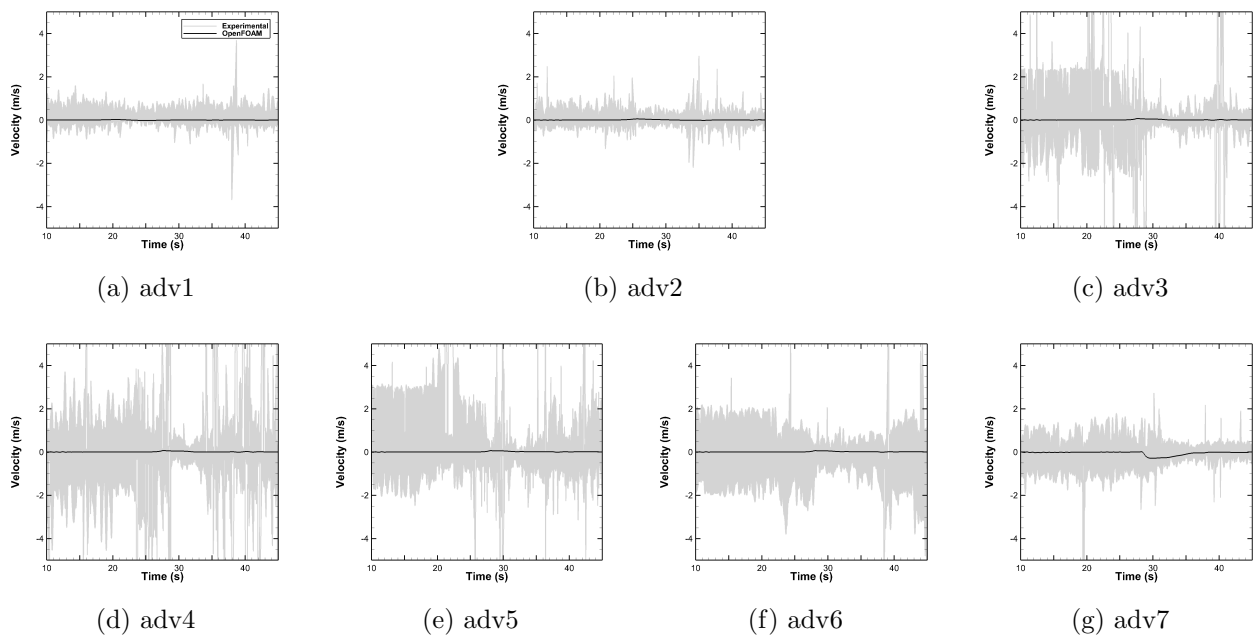 Experimental
OpenFOAM
Velocity (m/s)
4
2
0
-2
-4
10 20 30 40
Time (s)
(a) adv1
Velocity (m/s)
4
2
0
-2
-4
10 20 30 40
Time (s)
(b) adv2
Velocity (m/s)
4
2
0
-2
-4
10 20 30 40
Time (s)
(c) adv3
Velocity (m/s)
4
2
0
-2
-4
10 20 30 40
Time (s)
(d) adv4
Velocity (m/s)
4
2
0
-2
-4
10 20 30 40
Time (s)
(e) adv5
Velocity (m/s)
4
2
0
-2
-4
10 20 30 40
Time (s)
(f) adv6
Velocity (m/s)
4
2
0
-2
-4
10 20 30 40
Time (s)
(g) adv7